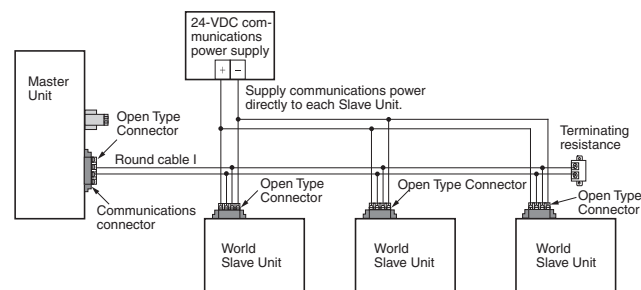 24-VDC com-
munications
power supply
+ −
Master
Unit
Supply communications power
directly to each Slave Unit.
Open Type
Connector
Terminating
resistance
Round cable I
Communications
connector
Open Type
Connector
Open Type Connector
Open Type
Connector
World
Slave Unit
World
Slave Unit
World
Slave Unit